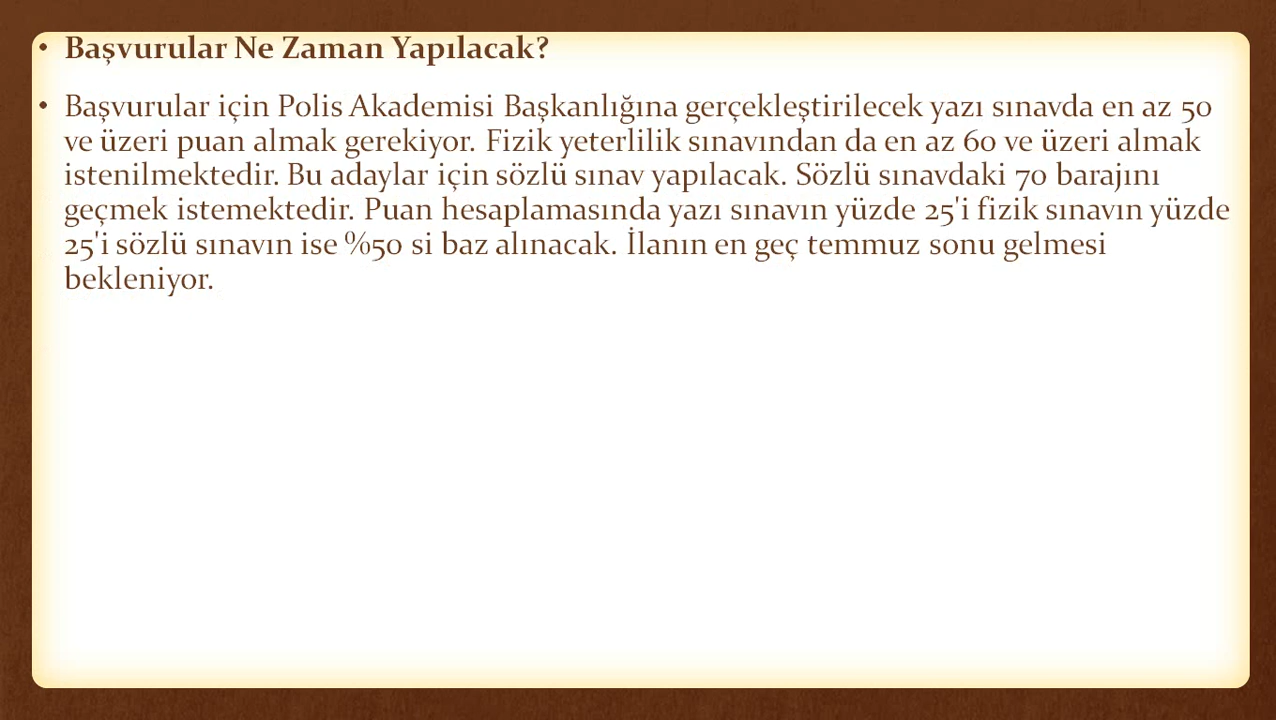 • Başvurular Ne Zaman Yapılacak?
• Başvurular için Polis Akademisi Başkanlığına gerçekleştirilecek yazı sınavda en az 50
ve üzeri puan almak gerekiyor. Fizik yeterlilik sınavından da en az 60 ve üzeri almak
istenilmektedir. Bu adaylar için sözlü sınav yapılacak. Sözlü sınavdaki 70 barajını
geçmek istemektedir. Puan hesaplamasında yazı sınavın yüzde 25'i fizik sınavın yüzde
25'i sözlü sınavın ise %50 si baz alınacak. İlanın en geç temmuz sonu gelmesi
bekleniyor.